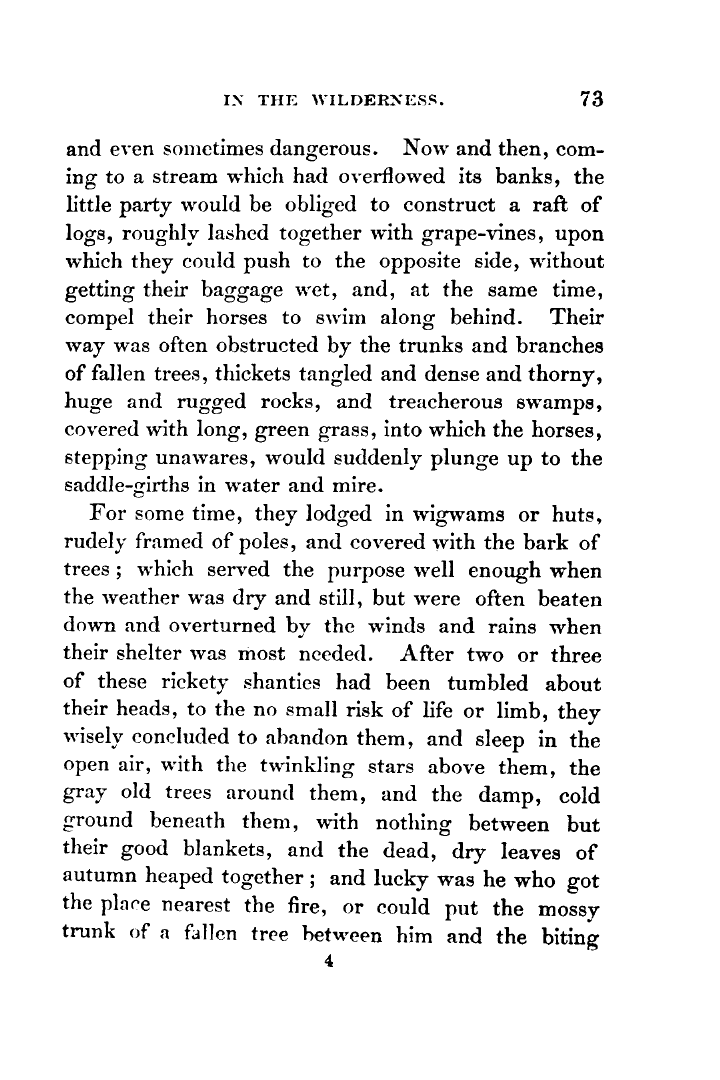 IN THE WILDERNESS. 73
and even sometimes dangerous. Now and then, com-
ing to a stream which had overflowed its banks, the
little party would be obliged to construct a raft of
logs, roughly lashed together with grape-vines, upon
which they could push to the opposite side, without
getting their baggage wet, and, at the same time,
compel their horses to swim along behind. Their
way was often obstructed by the trunks and branches
of fallen trees, thickets tangled and dense and thorny,
huge and rugged rocks, and treacherous swamps,
covered with long, green grass, into which the horses,
stepping unawares, would suddenly plunge up to the
saddle-girths in water and mire.
For some time, they lodged in wigwams or huts,
rudely framed of poles, and covered with the bark of
trees ; which served the purpose well enough when
the weather was dry and still, but were often beaten
down and overturned by the winds and rains when
their shelter was most needed. After two or three
of these rickety shanties had been tumbled about
their heads, to the no small risk of life or limb, they
wisely concluded to abandon them, and sleep in the
open air, with the twinkling stars above them, the
gray old trees around them, and the damp, cold
ground beneath them, with nothing between but
their good blankets, and the dead, dry leaves of
autumn heaped together ; and lucky was he who got
the place nearest the fire, or could put the mossy
trunk of a fallen tree between him and the biting
4